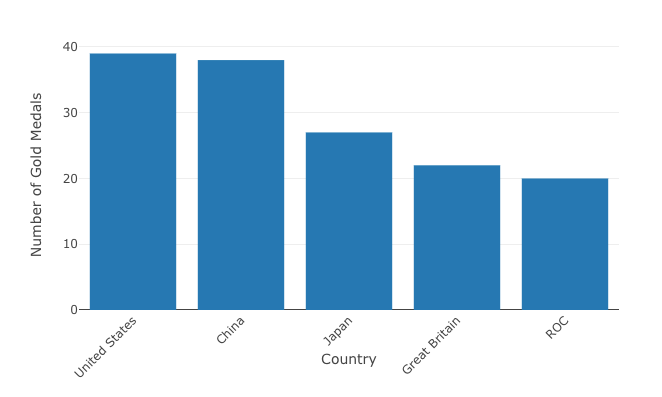 40
30
20
10
0
Number of Gold Medals
United States
China
Japan
Great Britain
ROC
Country